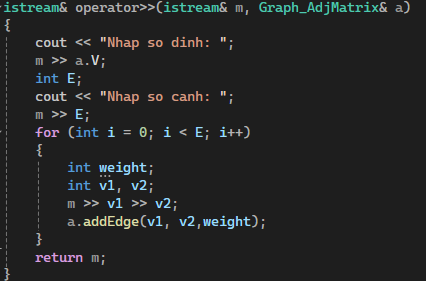 istream& operator>>(istream& m, Graph_AdjMatrix& a)
{
cout << "Nhap so dinh: ";
m >> a.V;
int E;
cout << "Nhap so canh: ";
m >> E;
for (int i = 0; i < E; i++)
{
int weight;
int v1, v2;
m >> v1 >> v2;
a.addEdge(v1, v2,weight);
}
return m;
}